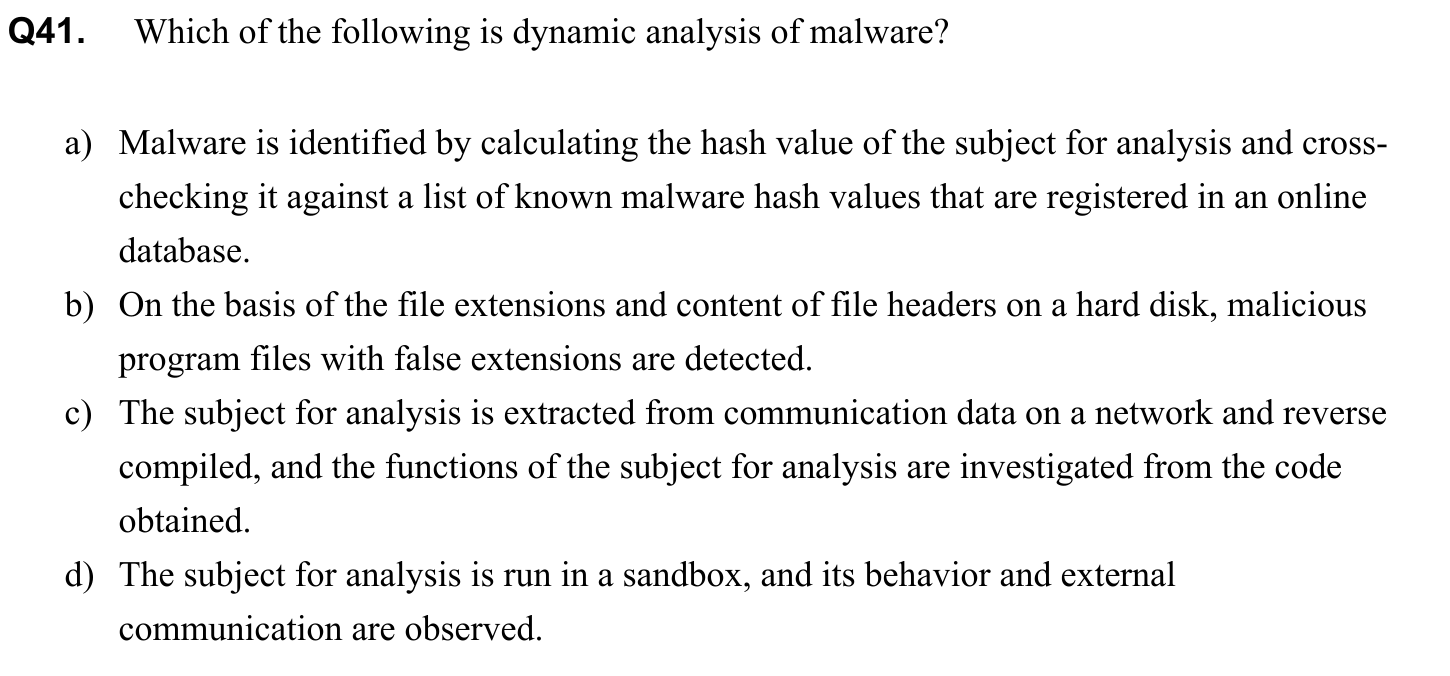 Q41. Which of the following is dynamic analysis of malware?
a) Malware is identified by calculating the hash value of the subject for analysis and cross-
checking it against a list of known malware hash values that are registered in an online
database.
b) On the basis of the file extensions and content of file headers on a hard disk, malicious
program files with false extensions are detected.
c) The subject for analysis is extracted from communication data on a network and reverse
compiled, and the functions of the subject for analysis are investigated from the code
obtained.
d) The subject for analysis is run in a sandbox, and its behavior and external
communication are observed.